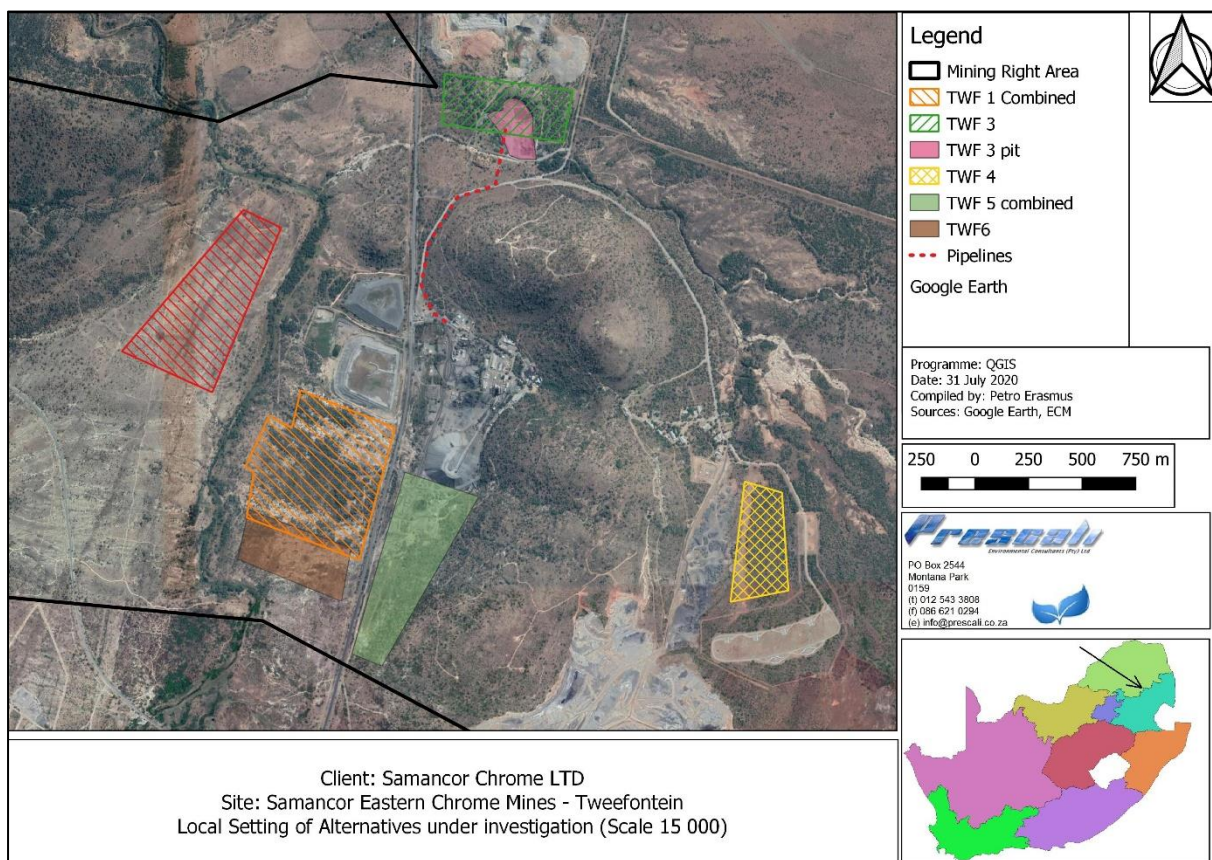 Legend
Mining Right Area
TWF 1 Combined
TWF 3
TWF 3 pit
TWF 4
TWF 5 combined
TWF6
Pipelines
Google Earth
Programme: QGIS
Date: 31 July 2020
Compiled by: Petro Erasmus
Sources: Google Earth, ECM
250 0 250 500 750 m
Prescali
Environmental Consultants (Pty) Ltd
PO Box 2544
Montana Park
0159
(t) 012 543 3808
(f) 086 621 0294
(e) info@prescali.co.za
Client: Samancor Chrome LTD
Site: Samancor Eastern Chrome Mines - Tweefontein
Local Setting of Alternatives under investigation (Scale 15 000)